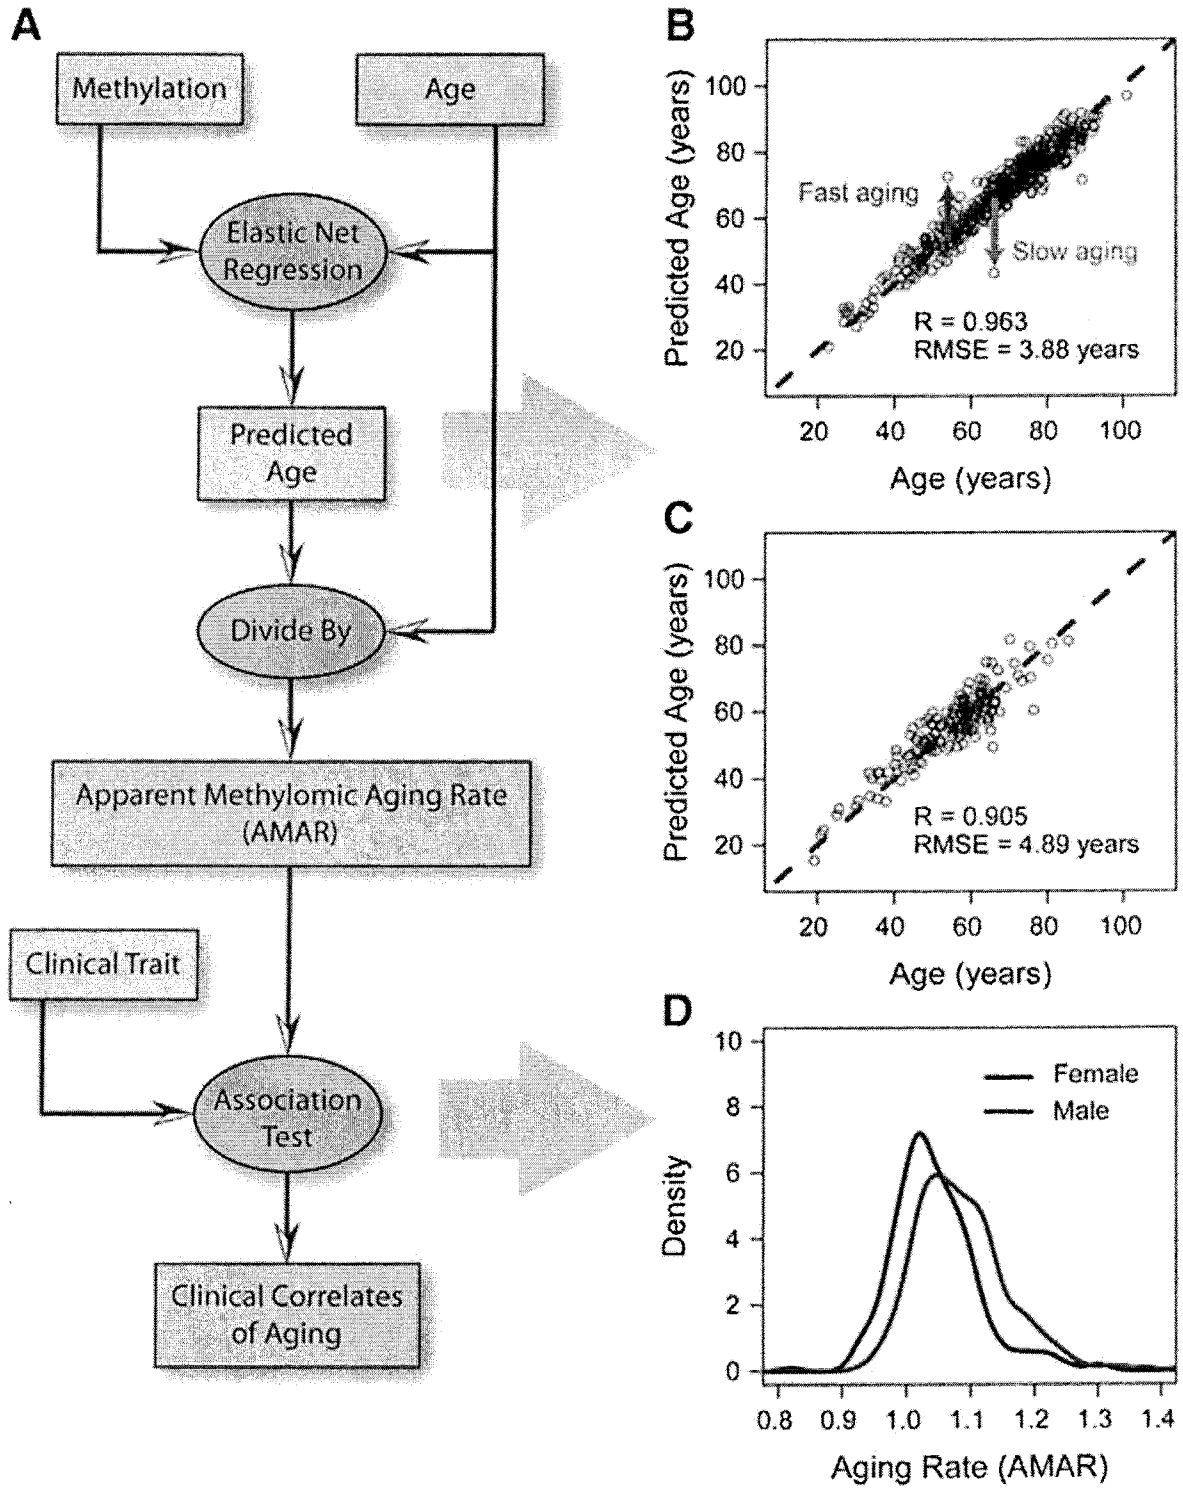 A
Methylation
Age
Elastic Net
Regression
Predicted
Age
Divide By
Apparent Methylomic Aging Rate
(AMAR)
Clinical Trait
Association
Test
Clinical Correlates
of Aging
B
Predicted Age (years)
100
80
60
40
20
Fast aging
Slow aging
R = 0.963
RMSE = 3.88 years
20 40 60 80 100
Age (years)
C
Predicted Age (years)
100
80
60
40
20
R = 0.905
RMSE = 4.89 years
20 40 60 80 100
Age (years)
D
Density
10
8
6
4
2
0
Female
Male
0.8 0.9 1.0 1.1 1.2 1.3 1.4
Aging Rate (AMAR)